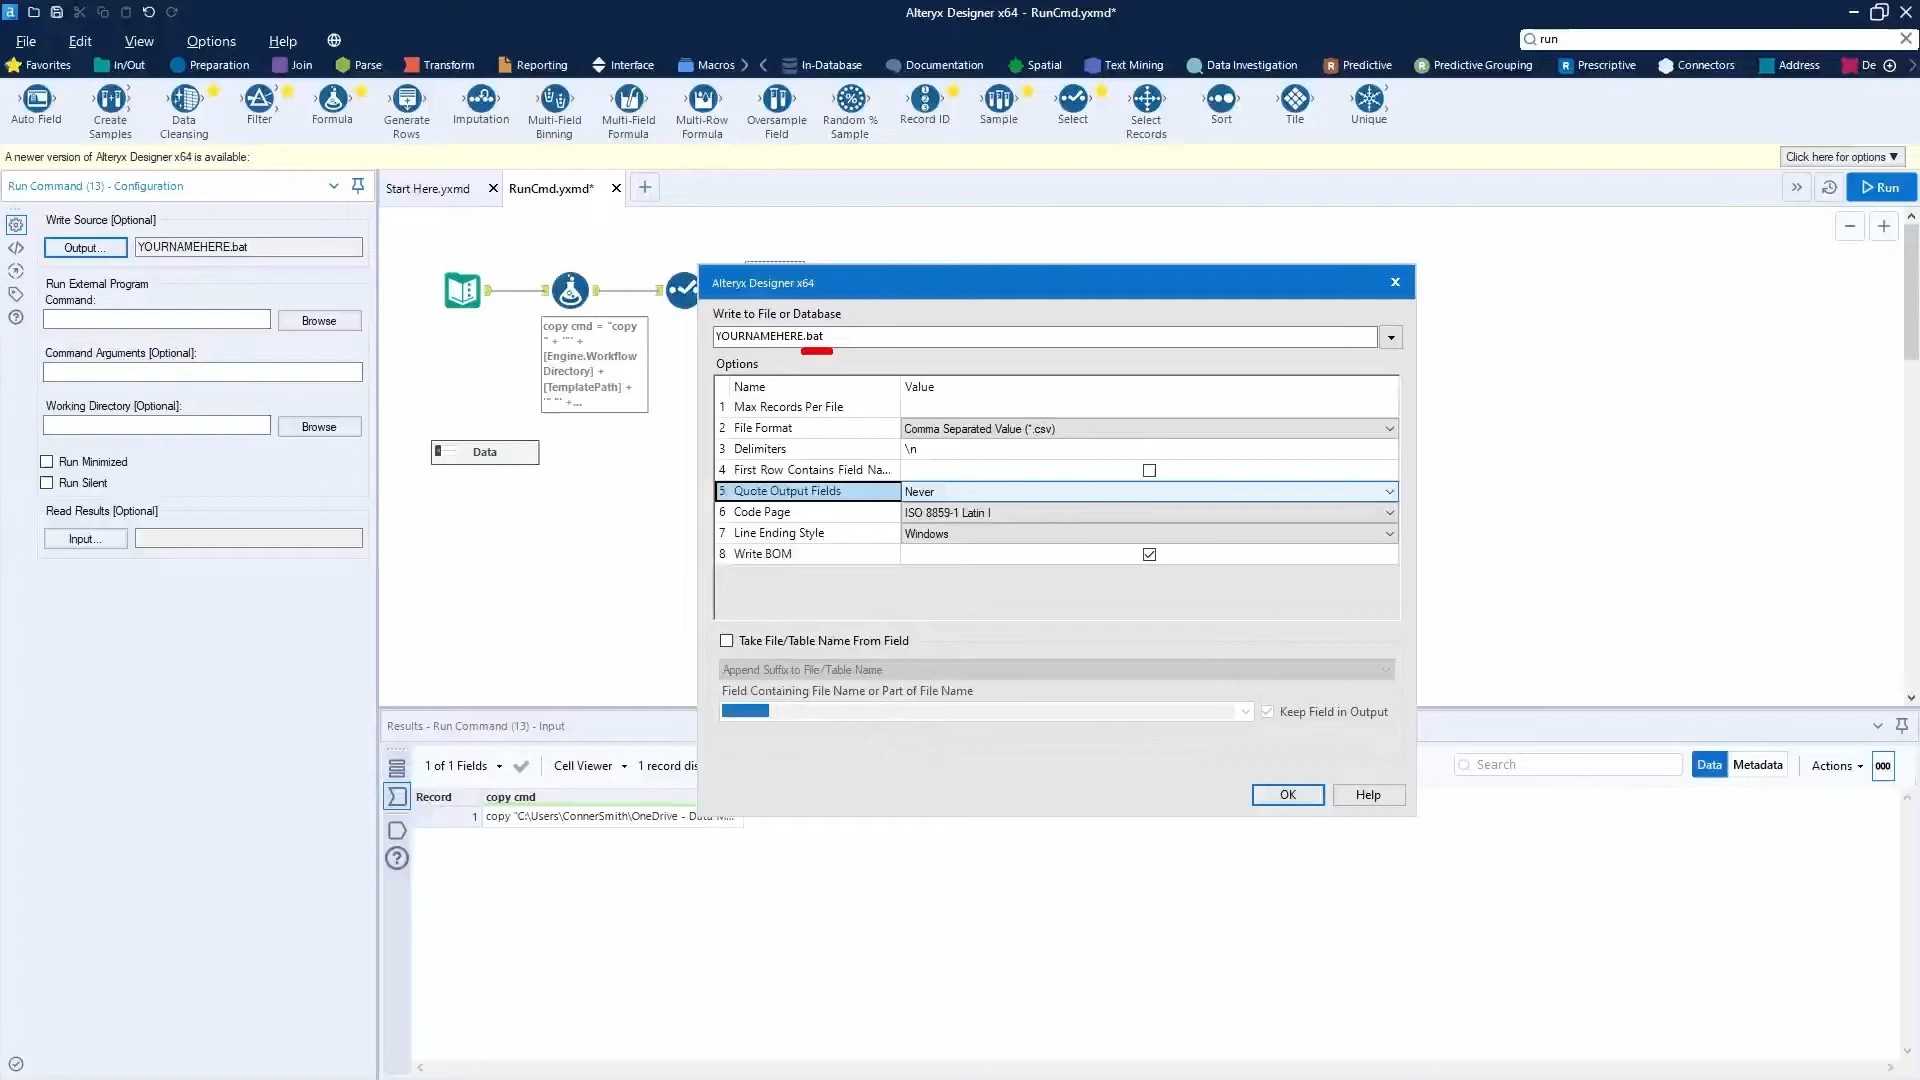 Alteryx Designer x64 - RunCmd.yxmd*
File Edit View Options Help
run
Favorites In/Out Preparation Join Parse Transform Reporting Interface Macros In-Database Documentation Spatial Text Mining Data Investigation Predictive Predictive Grouping Prescriptive Connectors Address De
Auto Field Create Samples Data Cleansing Filter Formula Generate Rows Imputation Multi-Field Binning Multi-Field Formula Multi-Row Formula Oversample Field Random % Sample Record ID Sample Select Select Records Sort Tile Unique
A newer version of Alteryx Designer x64 is available:
Click here for options ▼
Run Command (13) - Configuration
Start Here.yxmd
RunCmd.yxmd*
Run
Write Source [Optional]
Output... YOURNAMEHERE.bat
Run External Program
Command:
Browse
Command Arguments [Optional]:
Working Directory [Optional]:
Browse
Run Minimized
Run Silent
Read Results [Optional]
Input...
copy cmd = "copy
" + '"' +
[Engine.Workflow
Directory] +
[TemplatePath] +
'" "' +...
Data
Alteryx Designer x64
Write to File or Database
YOURNAMEHERE.bat
Options
Name Value
1 Max Records Per File
2 File Format Comma Separated Value (*.csv)
3 Delimiters \n
4 First Row Contains Field Na...
5 Quote Output Fields Never
6 Code Page ISO 8859-1 Latin I
7 Line Ending Style Windows
8 Write BOM
Take File/Table Name From Field
Append Suffix to File/Table Name
Field Containing File Name or Part of File Name
Keep Field in Output
OK Help
Results - Run Command (13) - Input
1 of 1 Fields Cell Viewer 1 record dis
Search
Data Metadata Actions 000
Record copy cmd
1 copy "C:\Users\ConnerSmith\OneDrive - Data M...